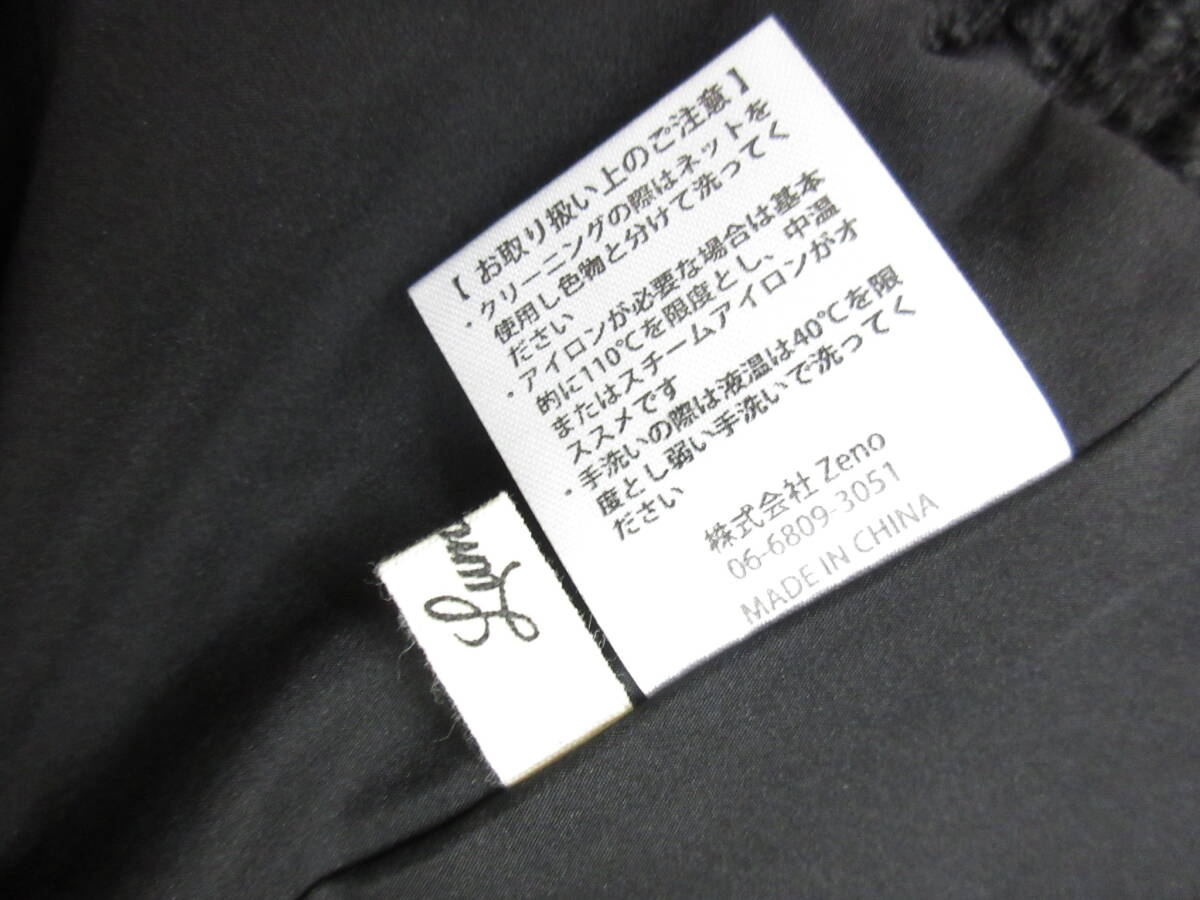 【 お取り扱い上のご注意 】
・クリーニングの際はネットを
使用し色物と分けて洗ってく
ださい
・アイロンが必要な場合は基本
的に110℃を限度とし、中温
またはスチームアイロンがオ
ススメです
・手洗いの際は液温は40℃を限
度とし弱い手洗いで洗ってく
ださい
株式会社 Zeno
06-6809-3051
MADE IN CHINA